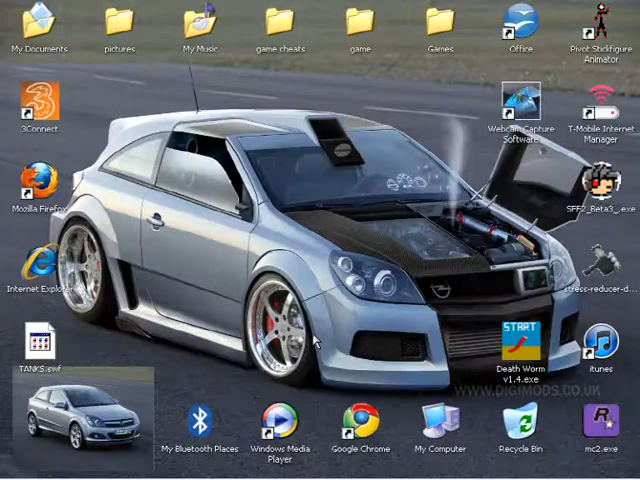 My Documents
pictures
My Music
game cheats
game
Games
Office
Pivot Stickfigure
Animator
3Connect
Webcam Capture
Software
T-Mobile Internet
Manager
Mozilla Firefox
SFF2_Beta3_.exe
Internet Explorer
stress-reducer-d...
TANKS.swf
START
Death Worm
v1.4.exe
itunes
WWW.DIGIMODS.CO.UK
My Bluetooth Places
Windows Media
Player
Google Chrome
My Computer
Recycle Bin
R
mc2.exe